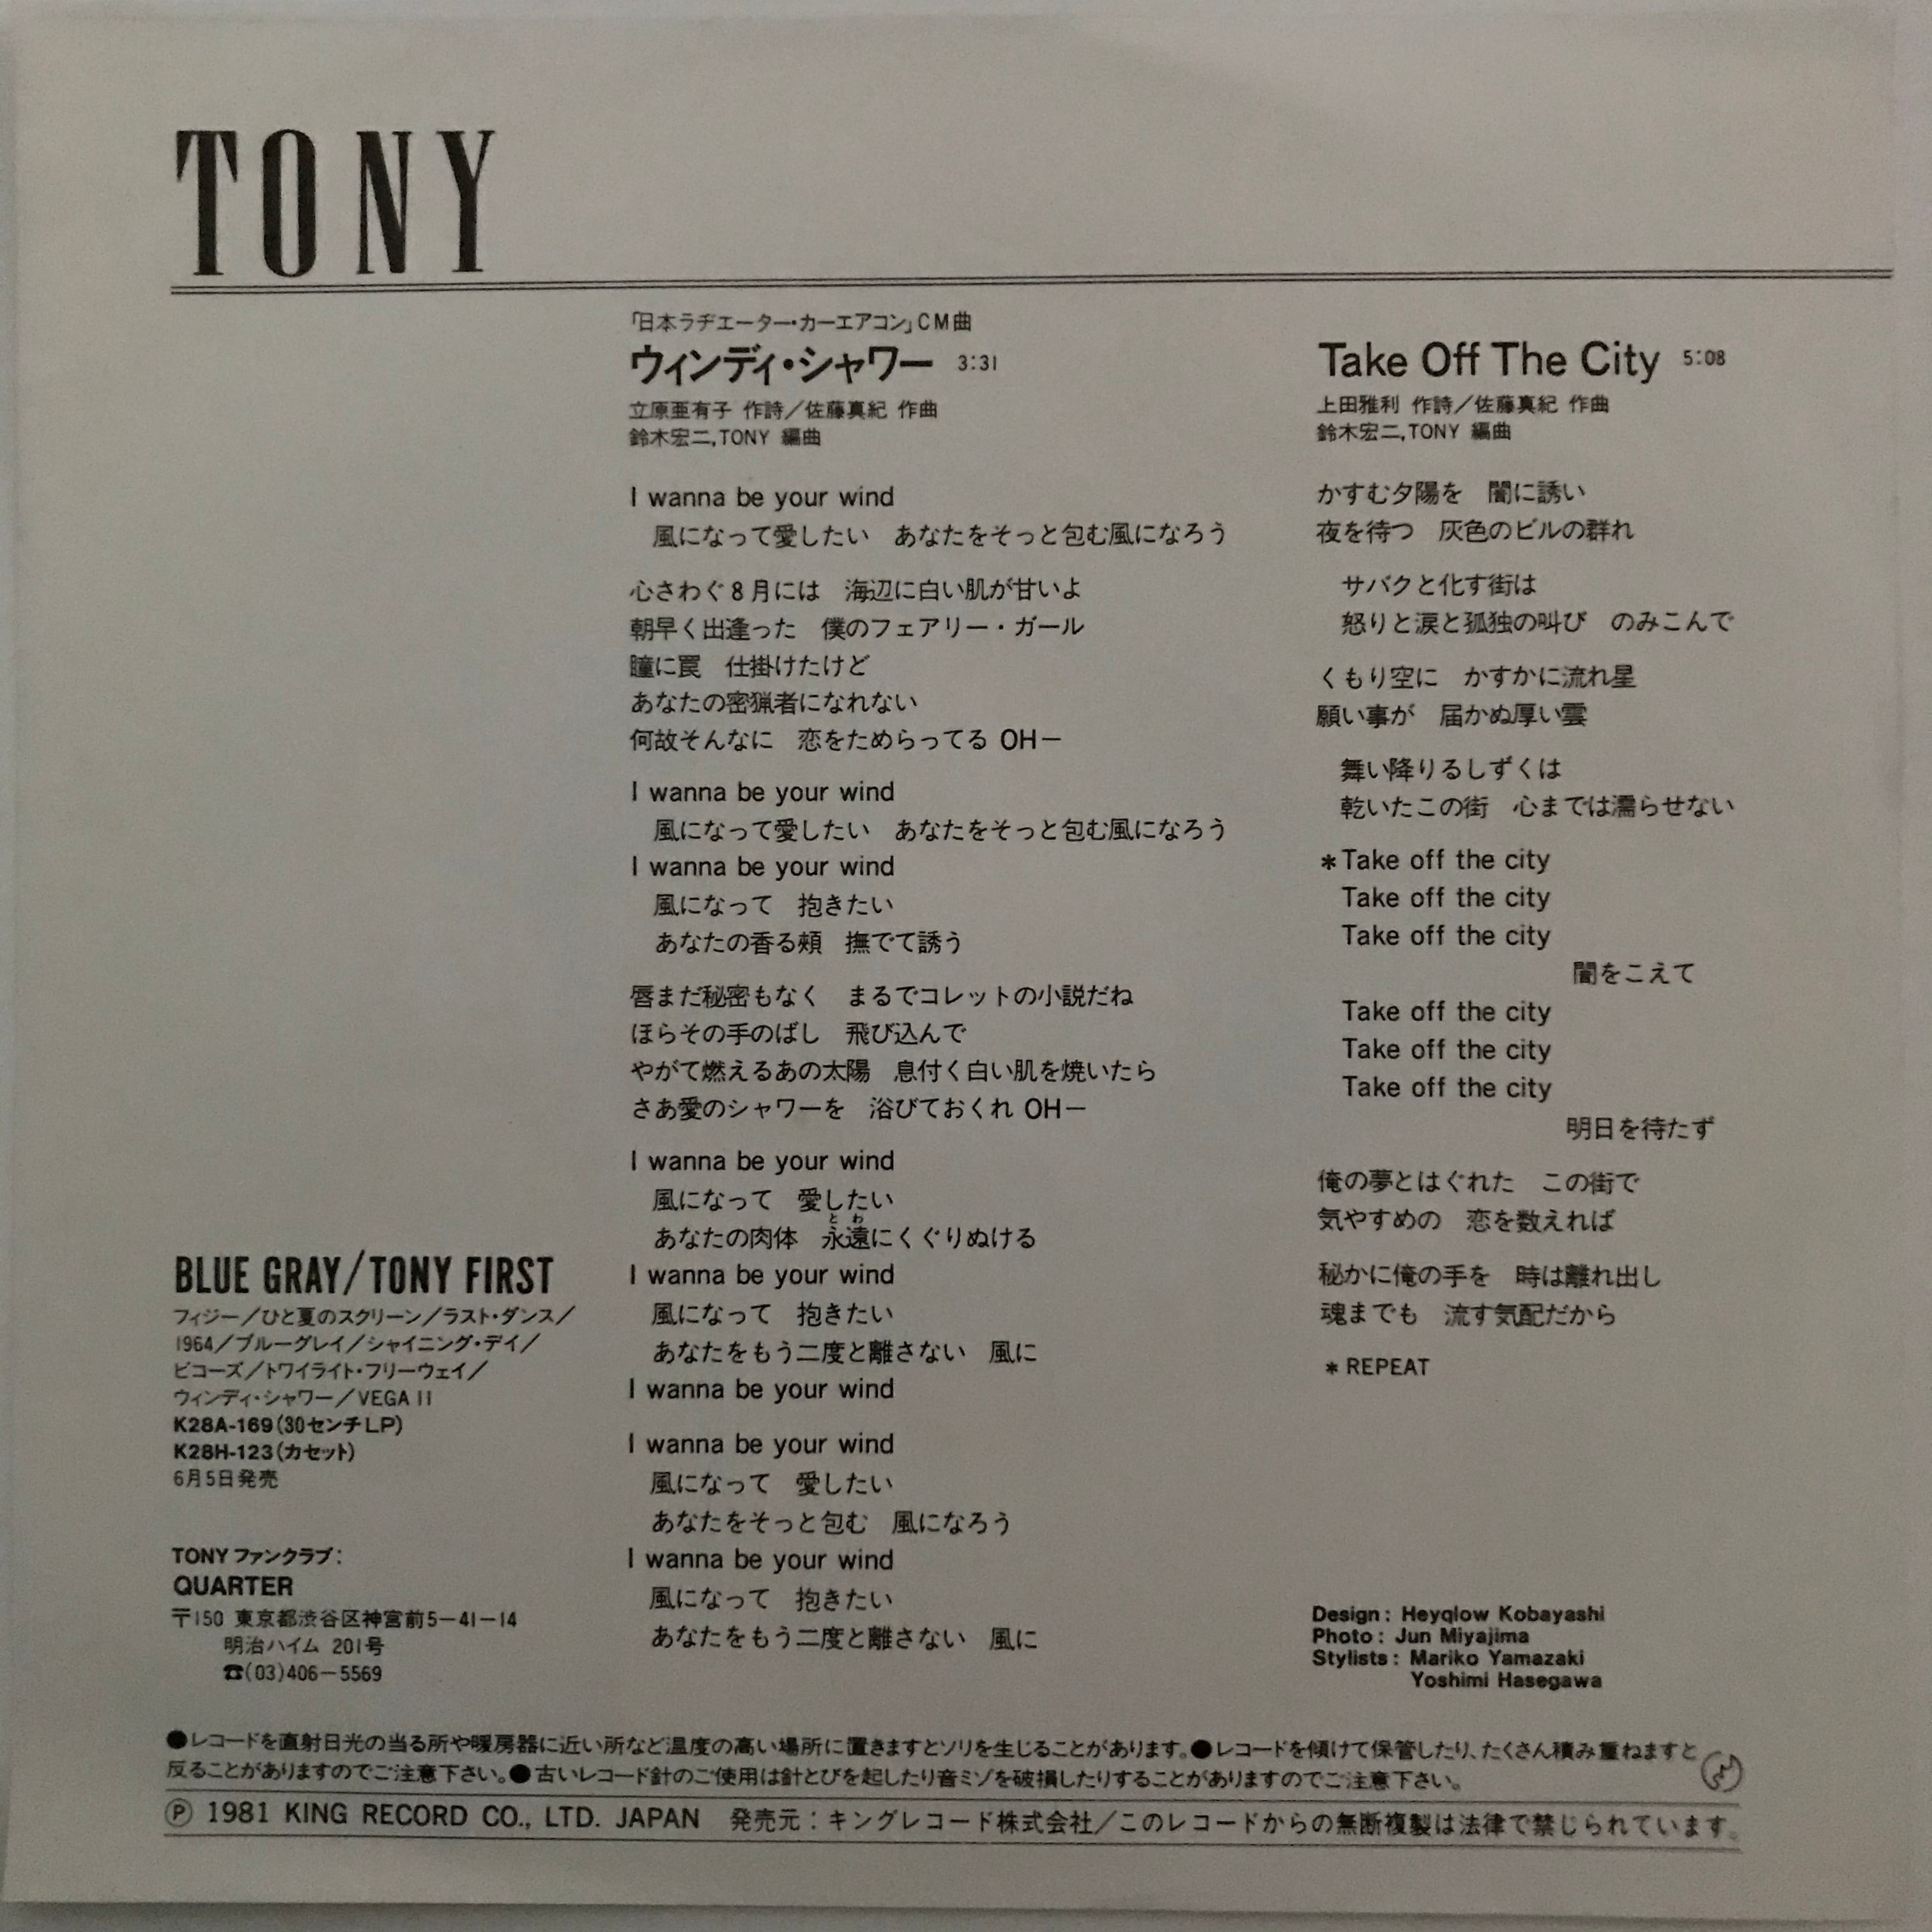 TONY
「日本ラヂエーター・カーエアコン」CM曲
ウィンディ・シャワー 3:31
立原亜有子 作詩／佐藤真紀 作曲
鈴木宏二,TONY 編曲
I wanna be your wind
風になって愛したい　あなたをそっと包む風になろう
心さわぐ8月には　海辺に白い肌が甘いよ
朝早く出逢った　僕のフェアリー・ガール
瞳に罠　仕掛けたけど
あなたの密猟者になれない
何故そんなに　恋をためらってる OH－
I wanna be your wind
風になって愛したい　あなたをそっと包む風になろう
I wanna be your wind
風になって　抱きたい
あなたの香る頬　撫でて誘う
唇まだ秘密もなく　まるでコレットの小説だね
ほらその手のばし　飛び込んで
やがて燃えるあの太陽　息付く白い肌を焼いたら
さあ愛のシャワーを　浴びておくれ OH－
I wanna be your wind
風になって　愛したい
とわ
あなたの肉体　永遠にくぐりぬける
I wanna be your wind
風になって　抱きたい
あなたをもう二度と離さない　風に
I wanna be your wind
I wanna be your wind
風になって　愛したい
あなたをそっと包む　風になろう
I wanna be your wind
風になって　抱きたい
あなたをもう二度と離さない　風に
Take Off The City 5:08
上田雅利 作詩／佐藤真紀 作曲
鈴木宏二,TONY 編曲
かすむ夕陽を　闇に誘い
夜を待つ　灰色のビルの群れ
サバクと化す街は
怒りと涙と孤独の叫び　のみこんで
くもり空に　かすかに流れ星
願い事が　届かぬ厚い雲
舞い降りるしずくは
乾いたこの街　心までは濡らせない
＊Take off the city
Take off the city
Take off the city
闇をこえて
Take off the city
Take off the city
Take off the city
明日を待たず
俺の夢とはぐれた　この街で
気やすめの　恋を数えれば
秘かに俺の手を　時は離れ出し
魂までも　流す気配だから
＊REPEAT
BLUE GRAY/TONY FIRST
フィジー／ひと夏のスクリーン／ラスト・ダンス／
1964／ブルーグレイ／シャイニング・デイ／
ビコーズ／トワイライト・フリーウェイ／
ウィンディ・シャワー／VEGA II
K28A-169(30センチLP)
K28H-123(カセット)
6月5日発売
TONYファンクラブ：
QUARTER
〒150 東京都渋谷区神宮前5－41－14
明治ハイム 201号
☎(03)406－5569
Design: Heyqlow Kobayashi
Photo: Jun Miyajima
Stylists: Mariko Yamazaki
Yoshimi Hasegawa
●レコードを直射日光の当る所や暖房器に近い所など温度の高い場所に置きますとソリを生じることがあります。●レコードを傾けて保管したり、たくさん積み重ねますと
反ることがありますのでご注意下さい。●古いレコード針のご使用は針とびを起したり音ミゾを破損したりすることがありますのでご注意下さい。
Ⓟ 1981 KING RECORD CO., LTD. JAPAN　発売元：キングレコード株式会社／このレコードからの無断複製は法律で禁じられています。